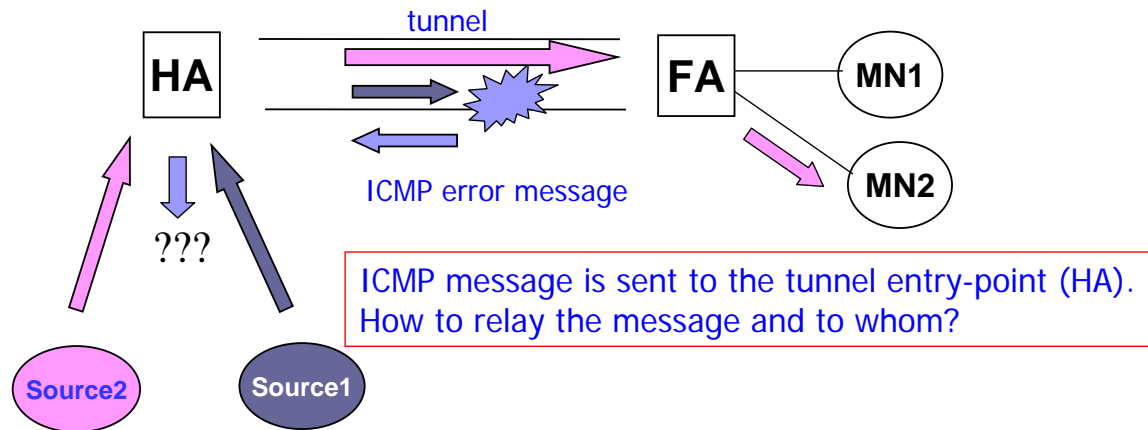 tunnel
HA
FA
MN1
MN2
ICMP error message
???
ICMP message is sent to the tunnel entry-point (HA).
How to relay the message and to whom?
Source2
Source1